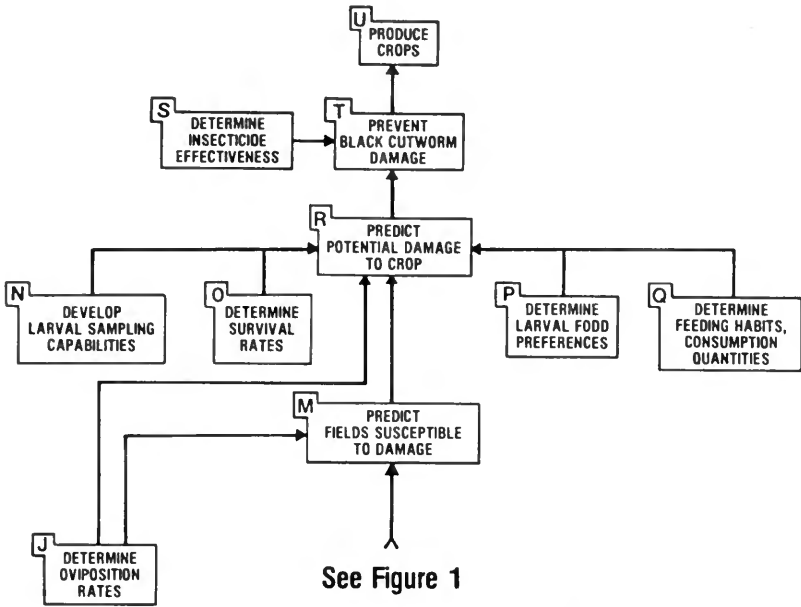 U
PRODUCE
CROPS
S
DETERMINE
INSECTICIDE
EFFECTIVENESS
T
PREVENT
BLACK CUTWORM
DAMAGE
R
PREDICT
POTENTIAL DAMAGE
TO CROP
N
DEVELOP
LARVAL SAMPLING
CAPABILITIES
O
DETERMINE
SURVIVAL
RATES
P
DETERMINE
LARVAL FODD
PREFERENCES
Q
DETERMINE
FEEDING HABITS,
CONSUMPTION
QUANTITIES
M
PREDICT
FIELDS SUSCEPTIBLE
TO DAMAGE
J
DETERMINE
OVIPOSITION
RATES
See Figure 1